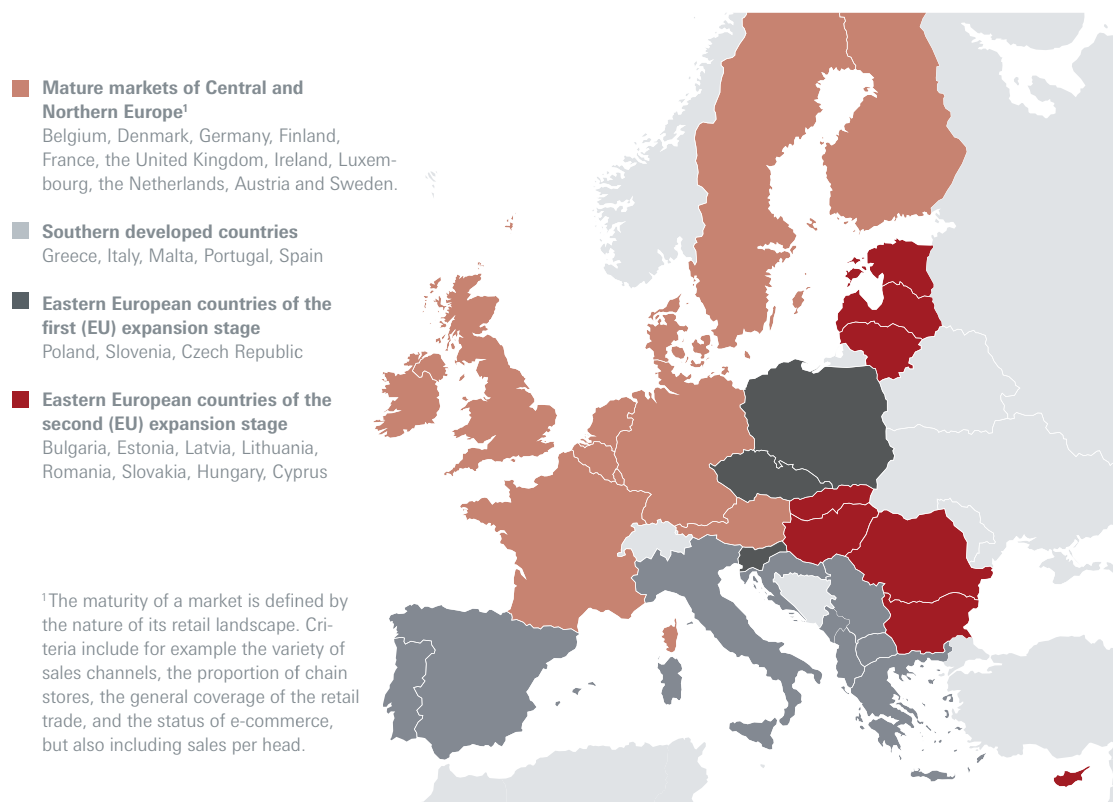 Mature markets of Central and
Northern Europe¹
Belgium, Denmark, Germany, Finland,
France, the United Kingdom, Ireland, Luxem-
bourg, the Netherlands, Austria and Sweden.
Southern developed countries
Greece, Italy, Malta, Portugal, Spain
Eastern European countries of the
first (EU) expansion stage
Poland, Slovenia, Czech Republic
Eastern European countries of the
second (EU) expansion stage
Bulgaria, Estonia, Latvia, Lithuania,
Romania, Slovakia, Hungary, Cyprus
¹ The maturity of a market is defined by
the nature of its retail landscape. Cri-
teria include for example the variety of
sales channels, the proportion of chain
stores, the general coverage of the retail
trade, and the status of e-commerce,
but also including sales per head.